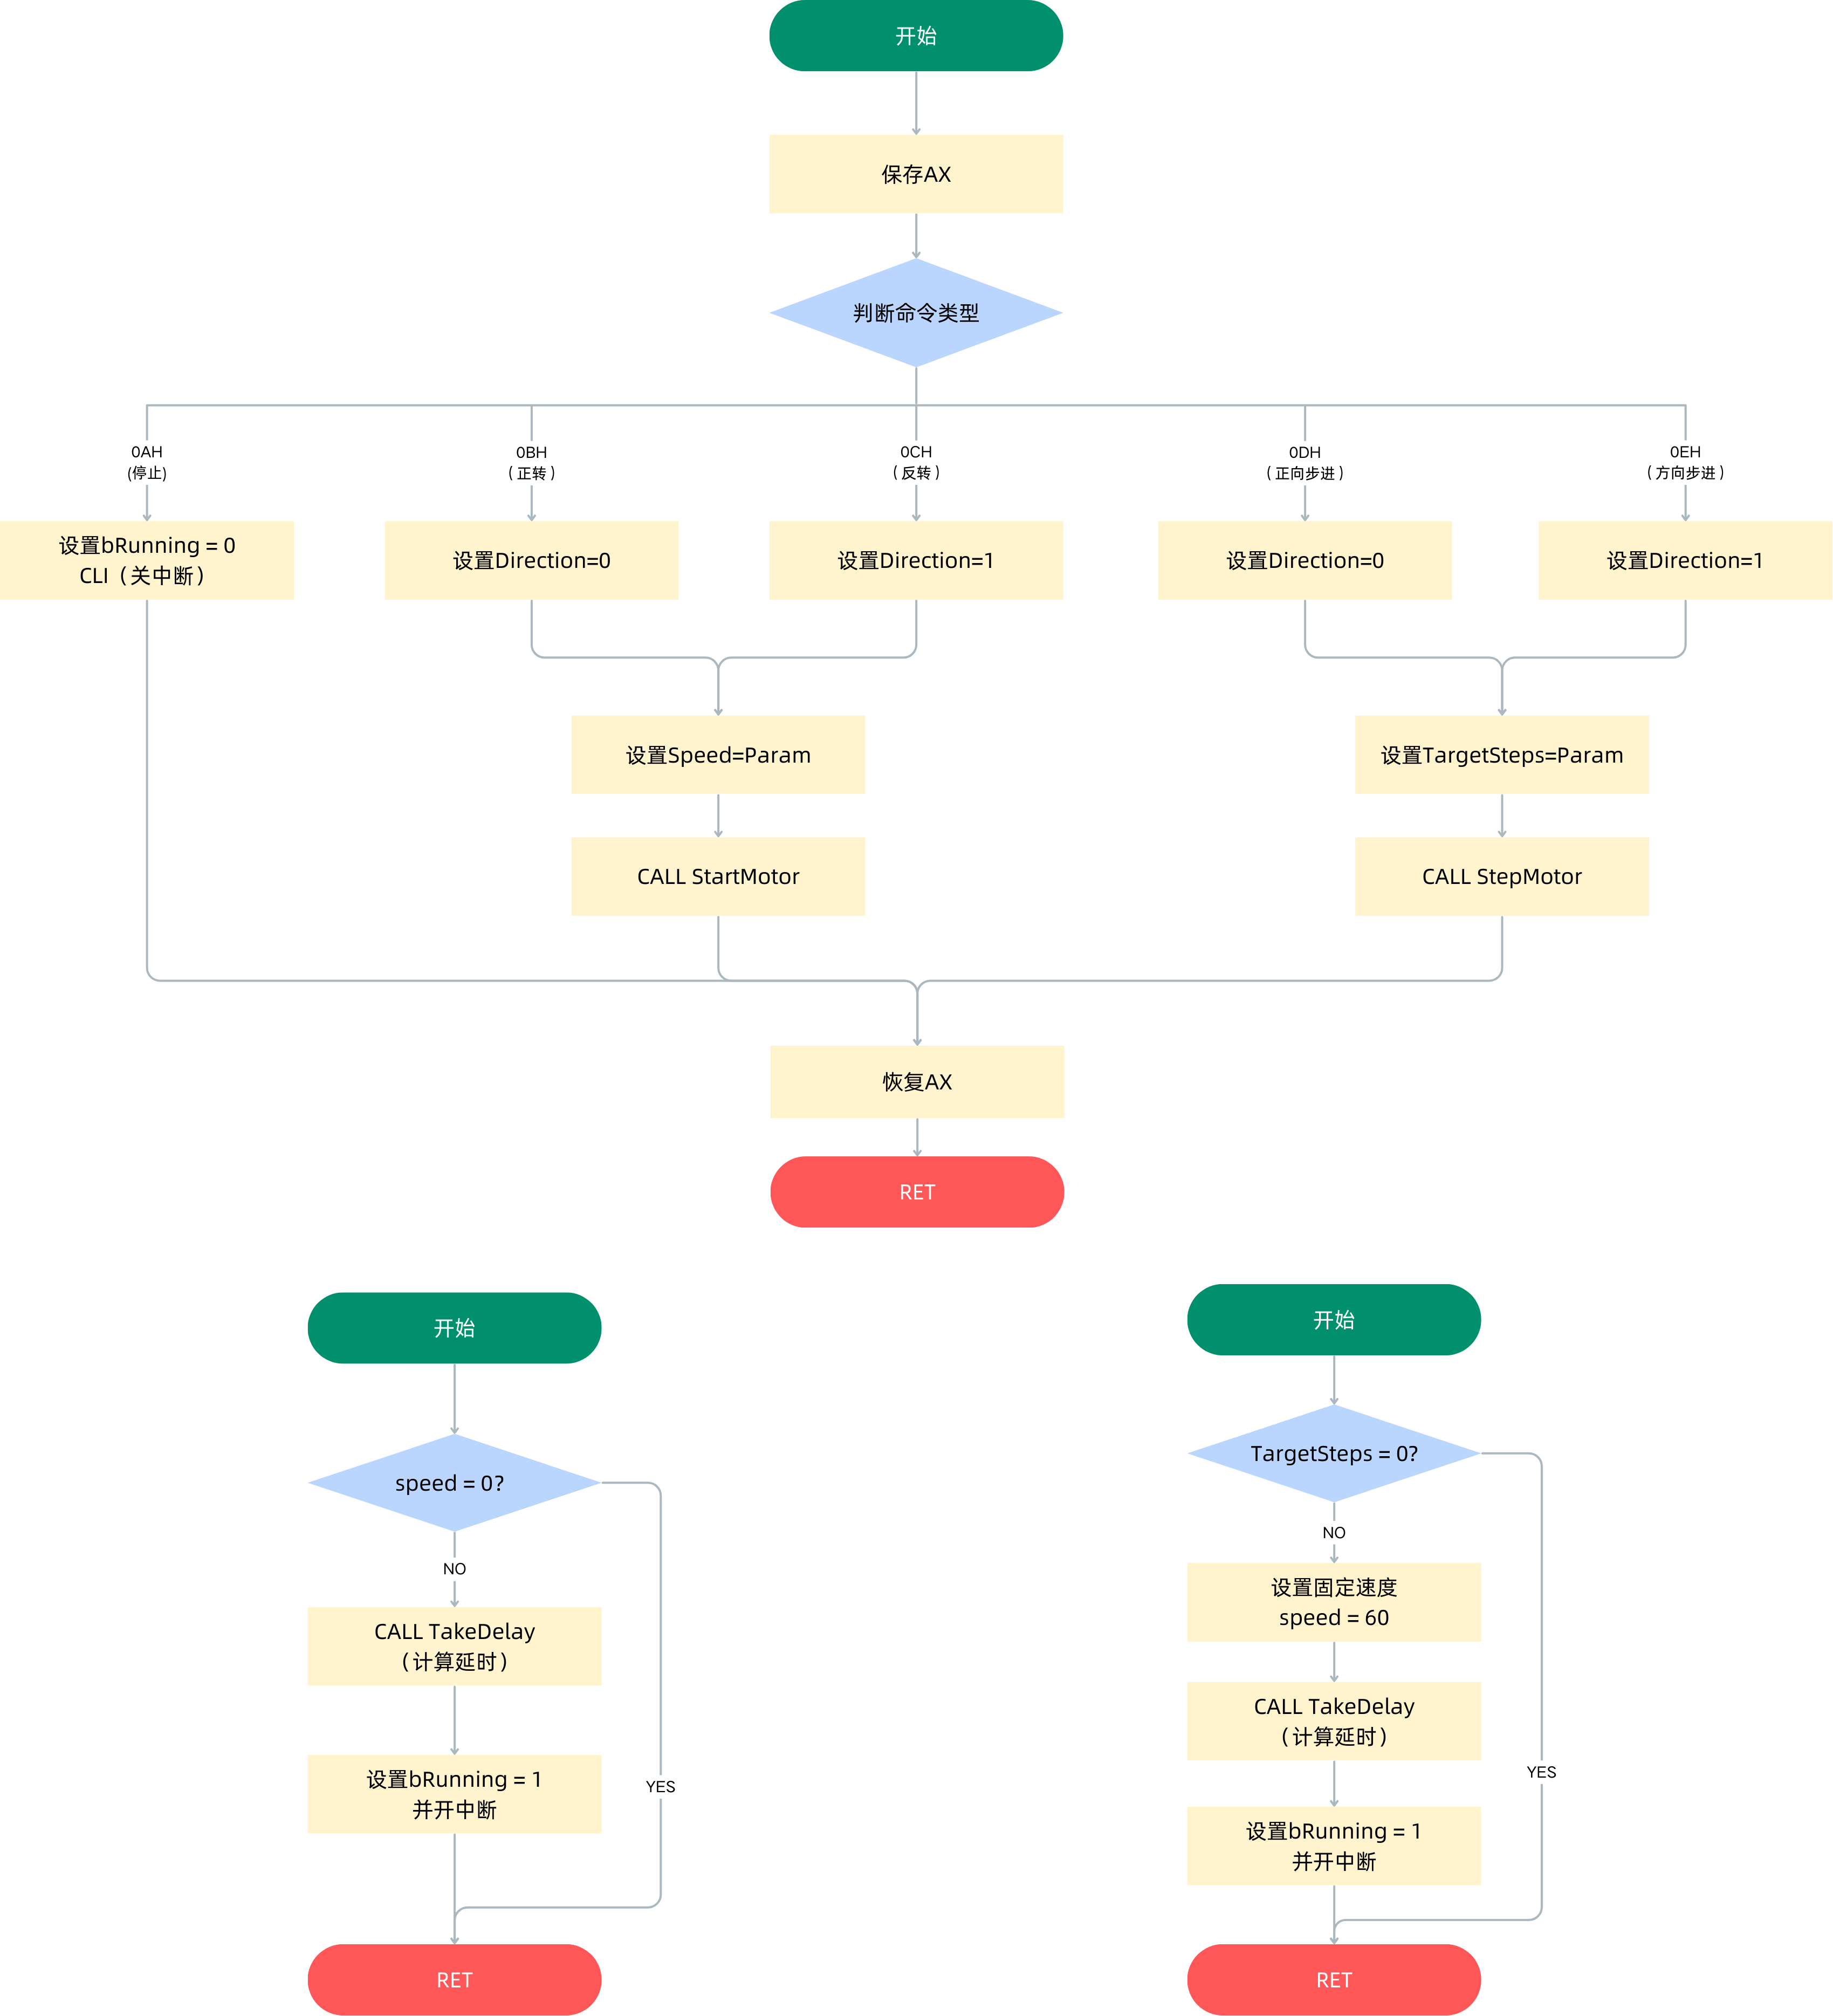 开始
保存AX
判断命令类型
0AH
(停止)
0BH
（正转）
0CH
（反转）
0DH
（正向步进）
0EH
（方向步进）
设置bRunning = 0
CLI（关中断）
设置Direction=0
设置Direction=1
设置Direction=0
设置Direction=1
设置Speed=Param
设置TargetSteps=Param
CALL StartMotor
CALL StepMotor
恢复AX
RET
开始
speed = 0？
NO
CALL TakeDelay
（计算延时）
设置bRunning = 1
并开中断
YES
RET
开始
TargetSteps = 0?
NO
设置固定速度
speed = 60
CALL TakeDelay
（计算延时）
设置bRunning = 1
并开中断
YES
RET